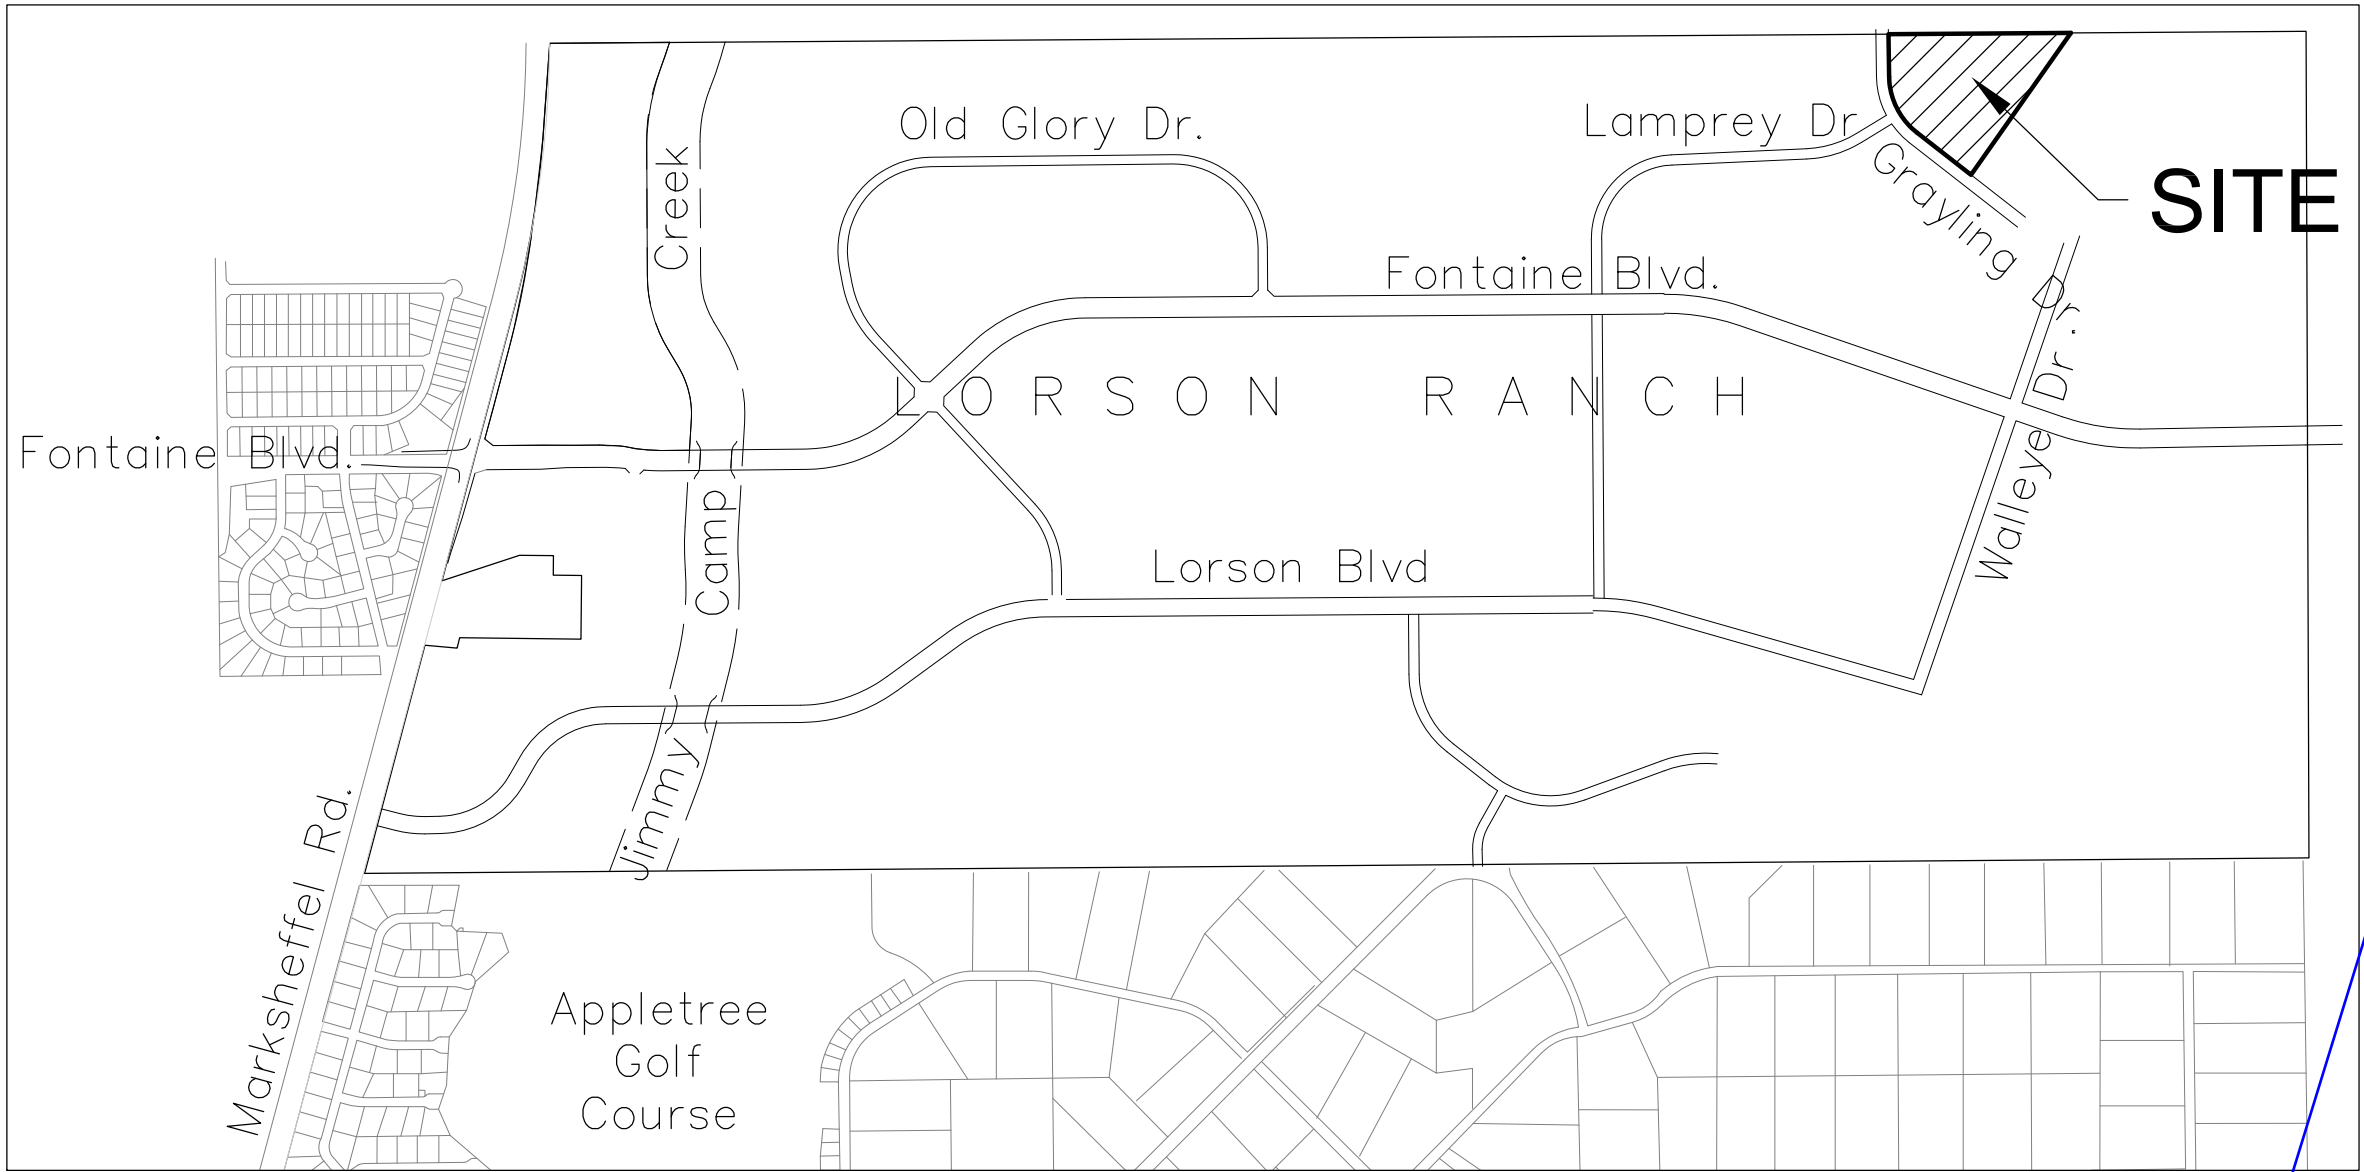 Old Glory Dr.
Lamprey Dr
SITE
Grayling Dr.
Fontaine Blvd.
LORSON RANCH
Fontaine Blvd.
Walleye Dr.
Lorson Blvd
Jimmy Camp Creek
Marksheffel Rd.
Appletree
Golf
Course